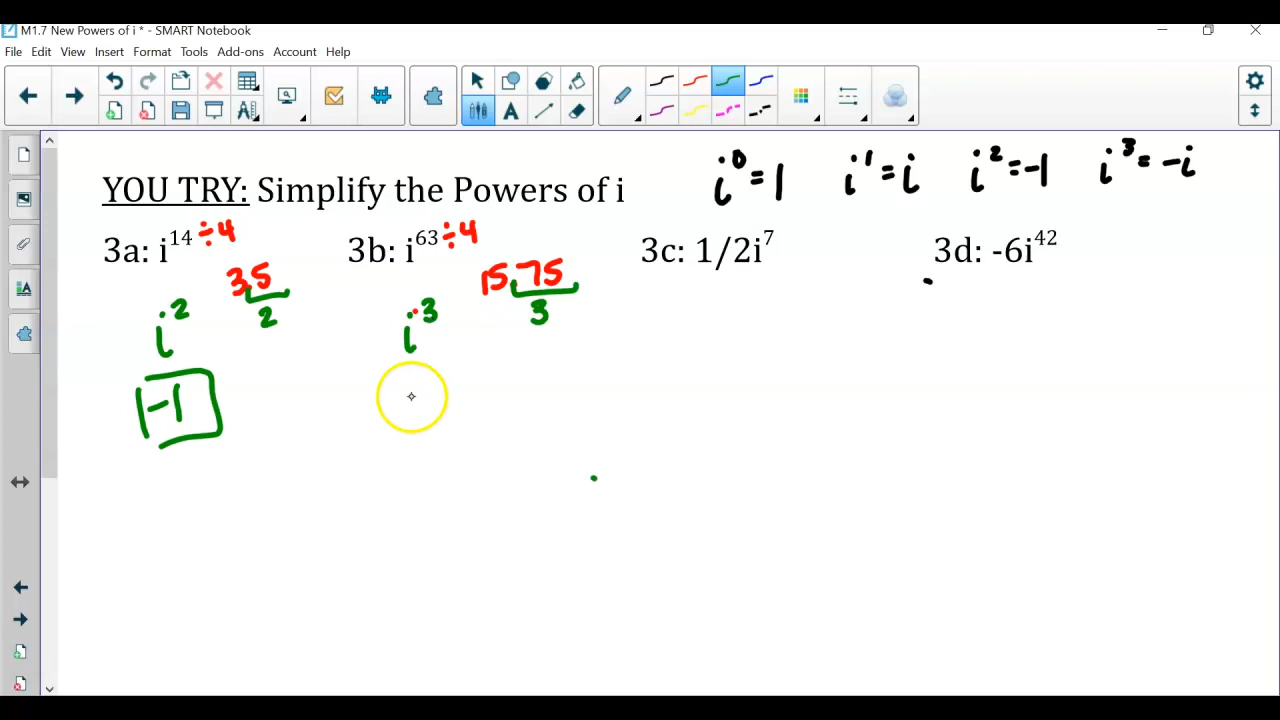 M1.7 New Powers of i * - SMART Notebook
File Edit View Insert Format Tools Add-ons Account Help
YOU TRY: Simplify the Powers of i
i⁰=1 i¹=i i²=-1 i³=-i
3a: i¹⁴ ÷4 3b: i⁶³ ÷4 3c: 1/2i⁷ 3d: -6i⁴²
3.5 15.75
i² 2 i³ 3
-1